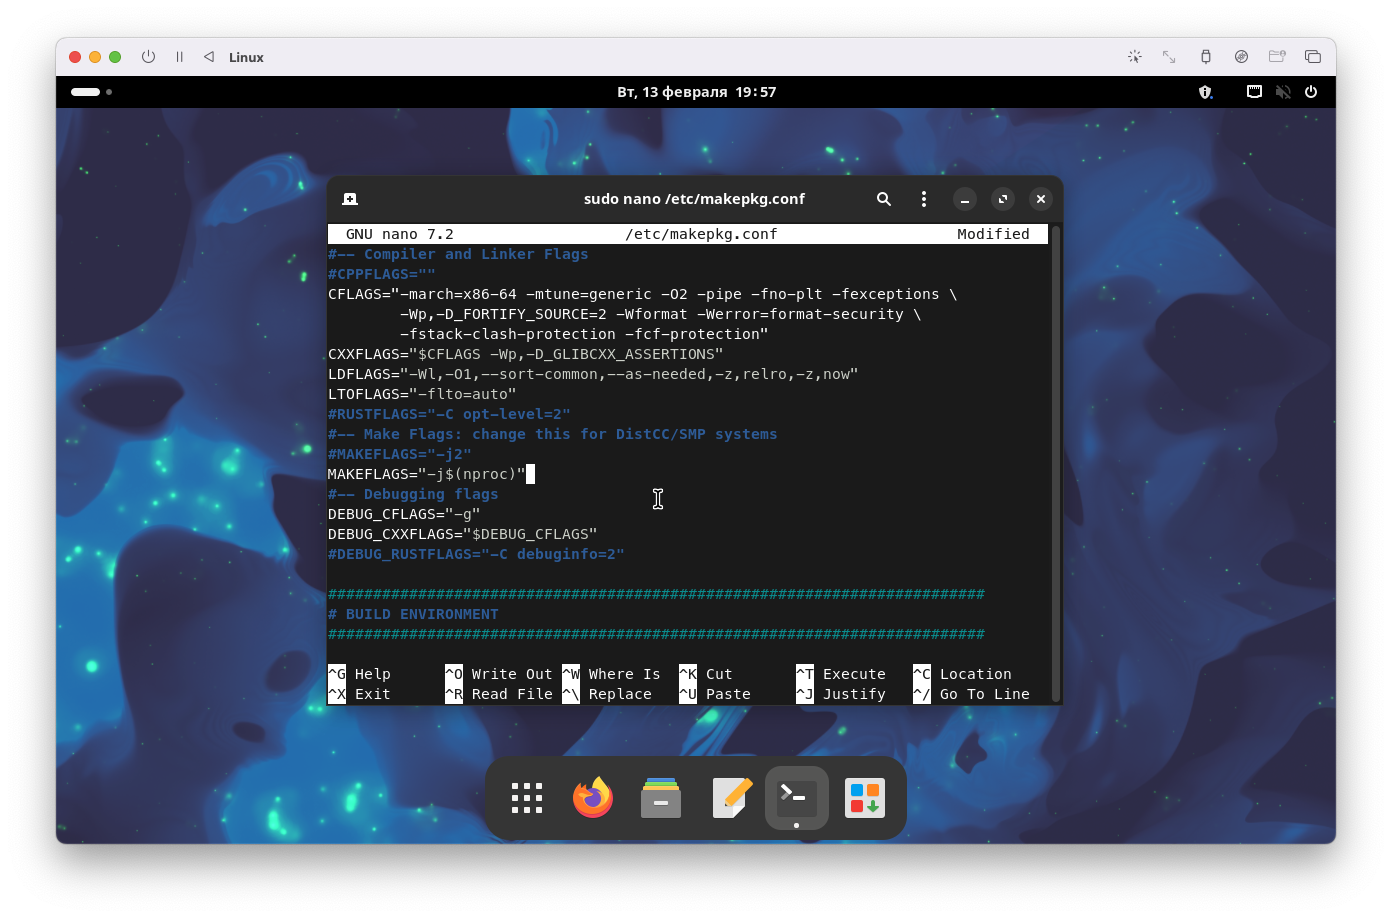 Linux
Вт, 13 февраля 19:57
sudo nano /etc/makepkg.conf
GNU nano 7.2 /etc/makepkg.conf Modified
#-- Compiler and Linker Flags
#CPPFLAGS=""
CFLAGS="-march=x86-64 -mtune=generic -O2 -pipe -fno-plt -fexceptions \
-Wp,-D_FORTIFY_SOURCE=2 -Wformat -Werror=format-security \
-fstack-clash-protection -fcf-protection"
CXXFLAGS="$CFLAGS -Wp,-D_GLIBCXX_ASSERTIONS"
LDFLAGS="-Wl,-O1,--sort-common,--as-needed,-z,relro,-z,now"
LTOFLAGS="-flto=auto"
#RUSTFLAGS="-C opt-level=2"
#-- Make Flags: change this for DistCC/SMP systems
#MAKEFLAGS="-j2"
MAKEFLAGS="-j$(nproc)"
#-- Debugging flags
DEBUG_CFLAGS="-g"
DEBUG_CXXFLAGS="$DEBUG_CFLAGS"
#DEBUG_RUSTFLAGS="-C debuginfo=2"
#########################################################################
# BUILD ENVIRONMENT
#########################################################################
^G Help ^O Write Out ^W Where Is ^K Cut ^T Execute ^C Location
^X Exit ^R Read File ^\ Replace ^U Paste ^J Justify ^/ Go To Line